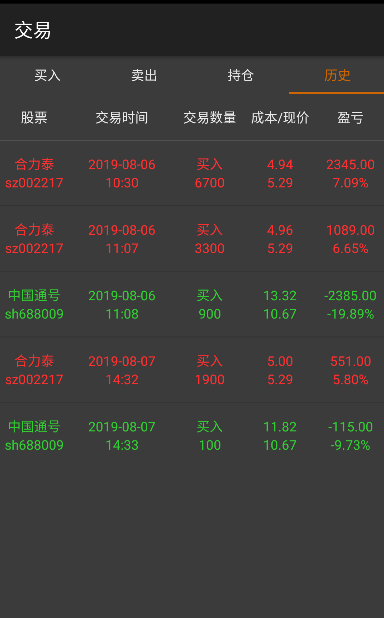 交易
买入 卖出 持仓 历史
股票 交易时间 交易数量 成本/现价 盈亏
合力泰 2019-08-06 买入 4.94 2345.00
sz002217 10:30 6700 5.29 7.09%
合力泰 2019-08-06 买入 4.96 1089.00
sz002217 11:07 3300 5.29 6.65%
中国通号 2019-08-06 买入 13.32 -2385.00
sh688009 11:08 900 10.67 -19.89%
合力泰 2019-08-07 买入 5.00 551.00
sz002217 14:32 1900 5.29 5.80%
中国通号 2019-08-07 买入 11.82 -115.00
sh688009 14:33 100 10.67 -9.73%